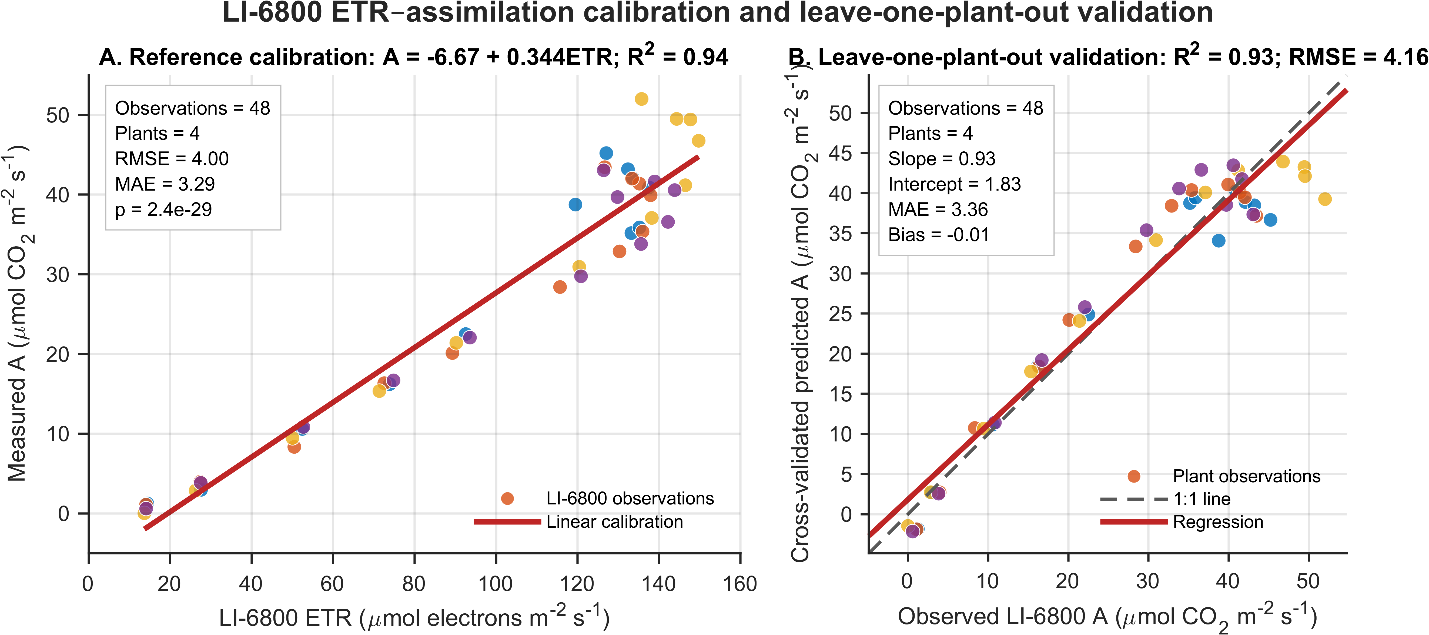 LI-6800 ETR−assimilation calibration and leave-one-plant-out validation
A. Reference calibration: A = -6.67 + 0.344ETR; R² = 0.94
Observations = 48
Plants = 4
RMSE = 4.00
MAE = 3.29
p = 2.4e-29
Measured A (μmol CO₂ m⁻² s⁻¹)
50
40
30
20
10
0
LI-6800 observations
Linear calibration
0 20 40 60 80 100 120 140 160
LI-6800 ETR (μmol electrons m⁻² s⁻¹)
B. Leave-one-plant-out validation: R² = 0.93; RMSE = 4.16
Observations = 48
Plants = 4
Slope = 0.93
Intercept = 1.83
MAE = 3.36
Bias = -0.01
Cross-validated predicted A (μmol CO₂ m⁻² s⁻¹)
50
45
40
35
30
25
20
15
10
5
0
Plant observations
1:1 line
Regression
0 10 20 30 40 50
Observed LI-6800 A (μmol CO₂ m⁻² s⁻¹)